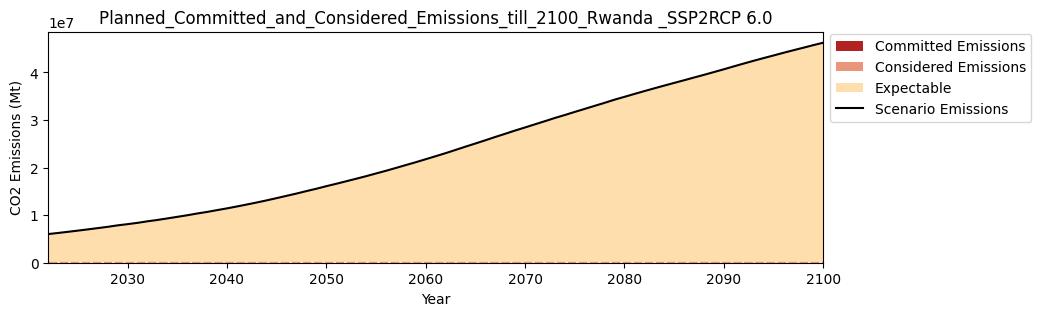 Planned_Committed_and_Considered_Emissions_till_2100_Rwanda _SSP2RCP 6.0
1e7
4
3
2
1
0
CO2 Emissions (Mt)
2030 2040 2050 2060 2070 2080 2090 2100
Year
Committed Emissions
Considered Emissions
Expectable
Scenario Emissions